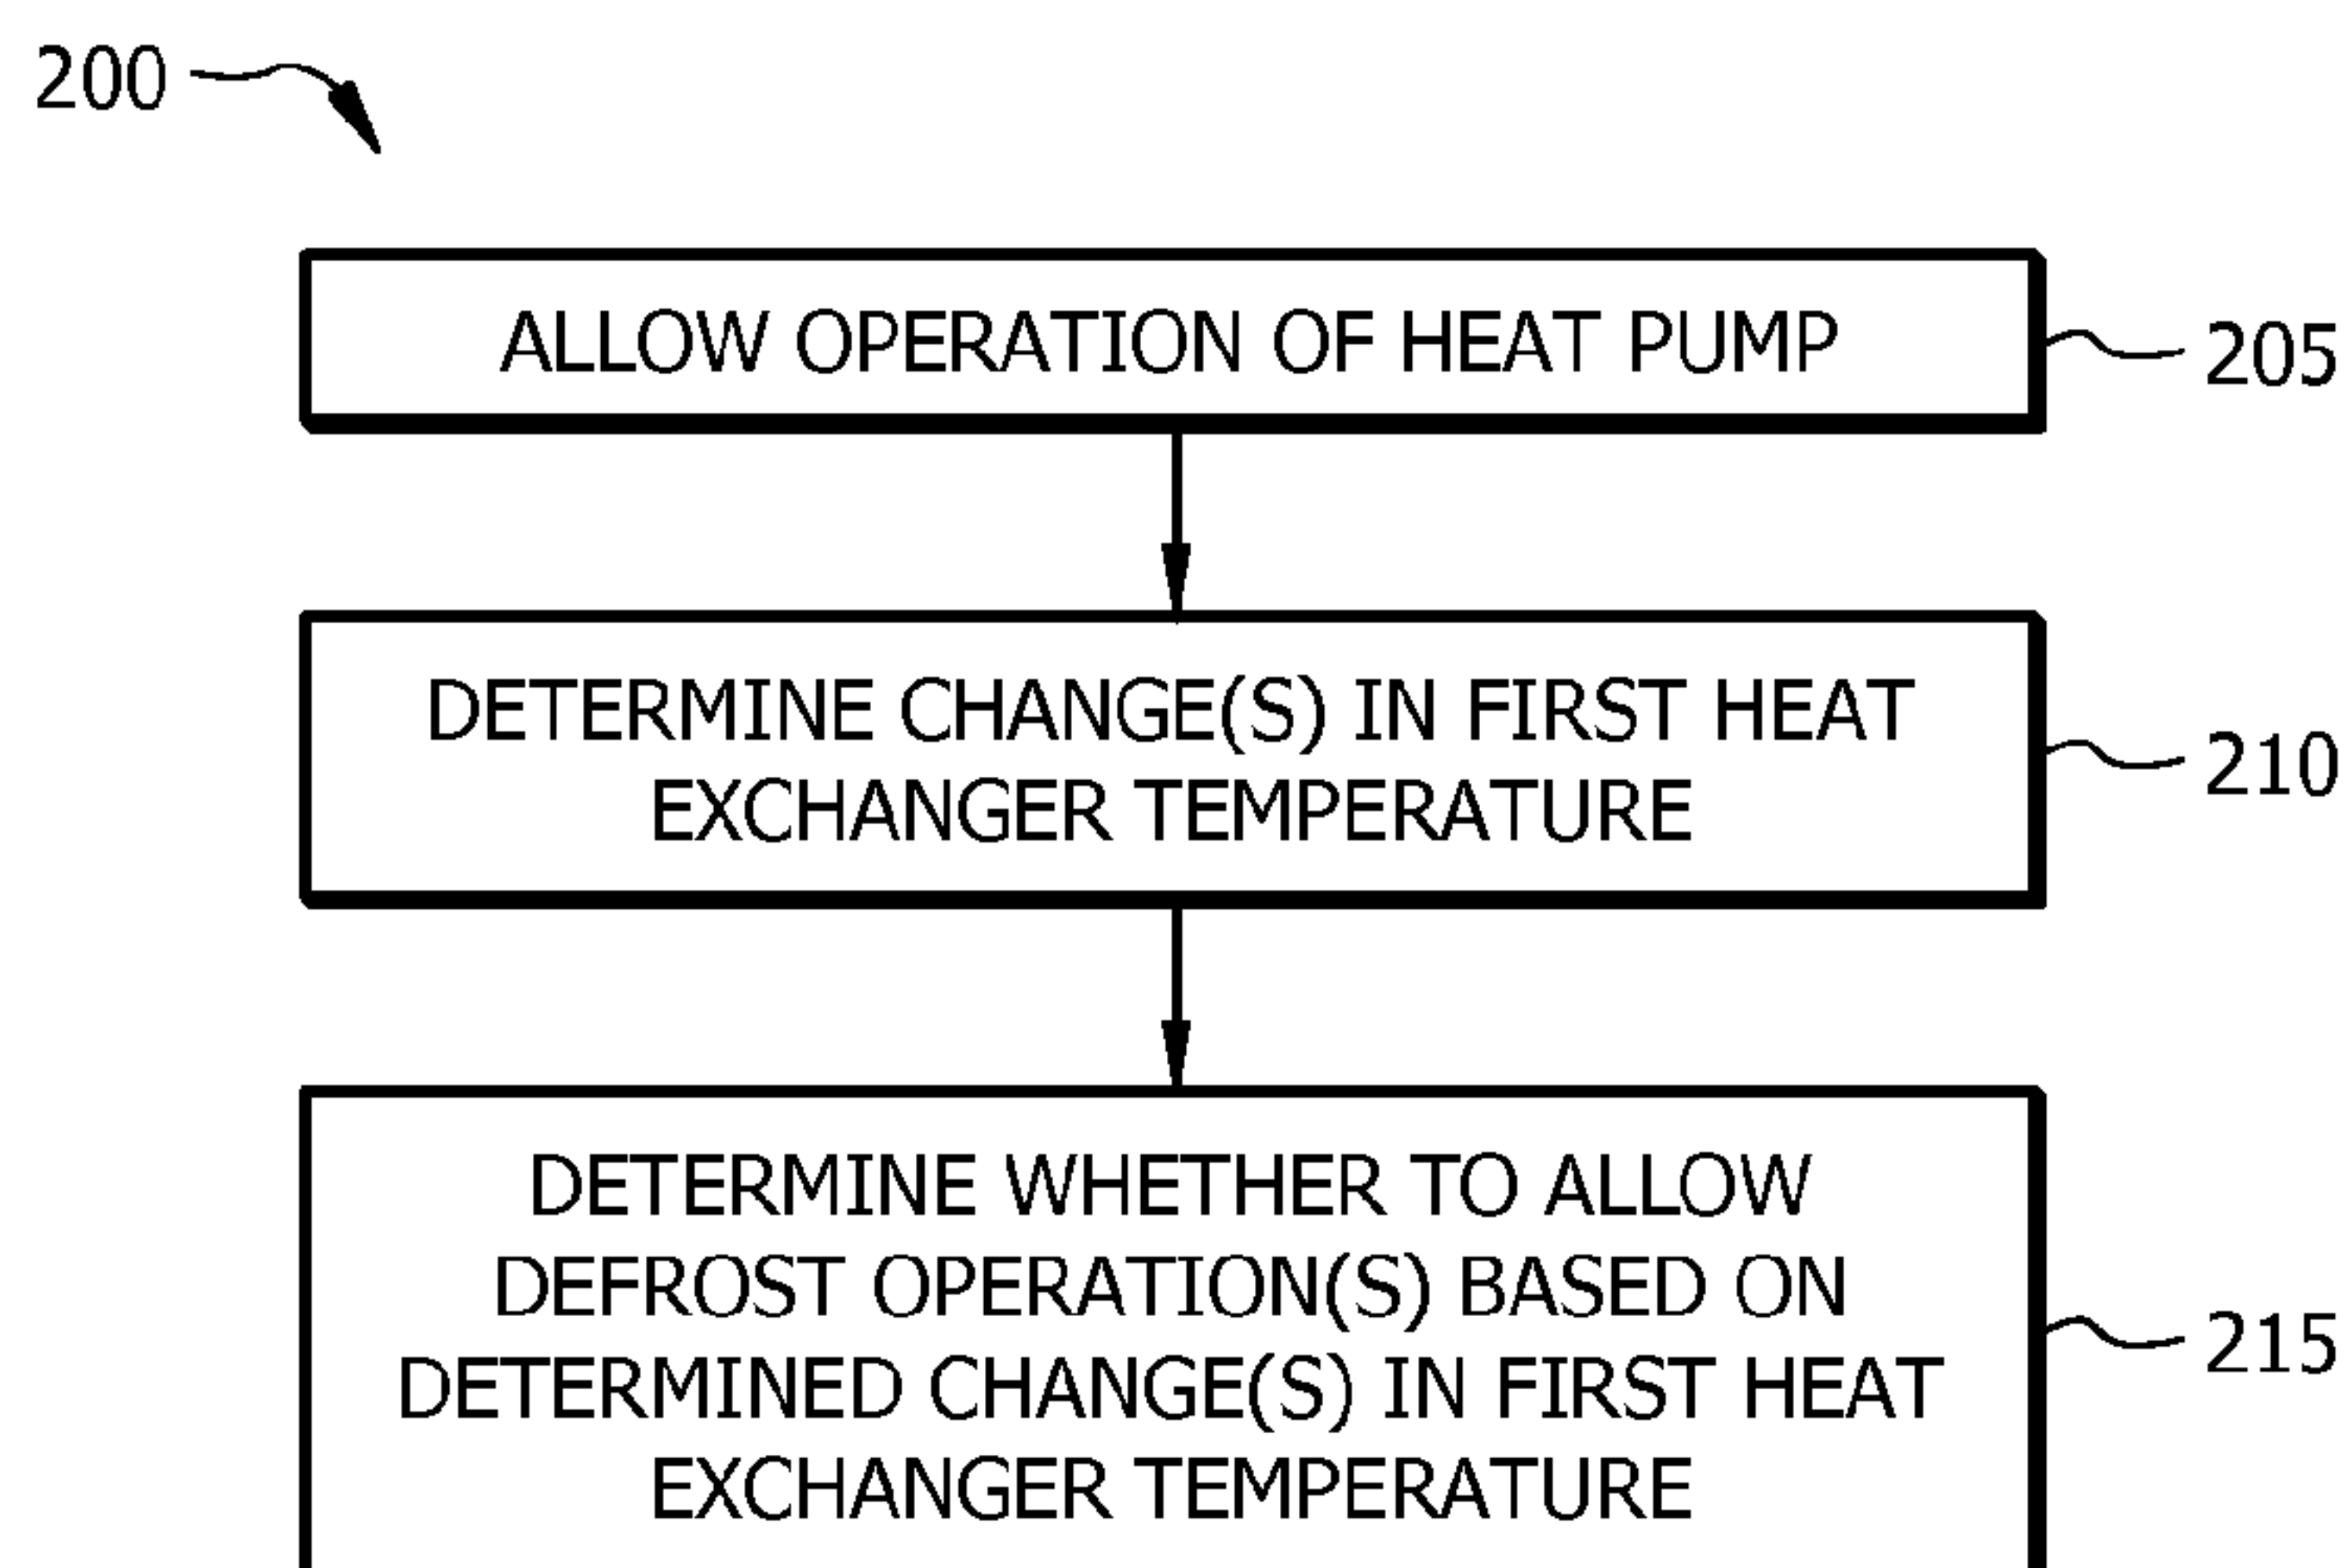 200
ALLOW OPERATION OF HEAT PUMP
205
DETERMINE CHANGE(S) IN FIRST HEAT
EXCHANGER TEMPERATURE
210
DETERMINE WHETHER TO ALLOW
DEFROST OPERATION(S) BASED ON
DETERMINED CHANGE(S) IN FIRST HEAT
EXCHANGER TEMPERATURE
215